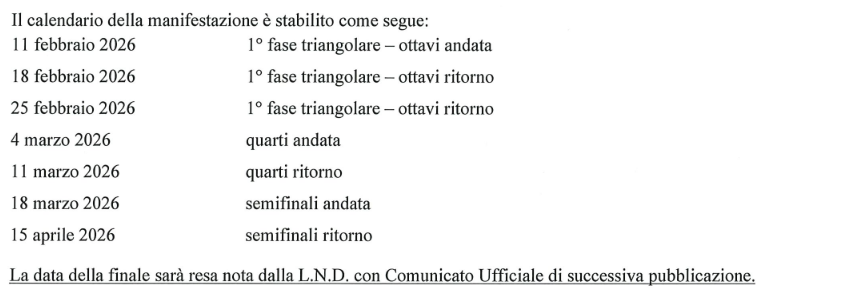 Il calendario della manifestazione è stabilito come segue:
11 febbraio 2026 1° fase triangolare – ottavi andata
18 febbraio 2026 1° fase triangolare – ottavi ritorno
25 febbraio 2026 1° fase triangolare – ottavi ritorno
4 marzo 2026 quarti andata
11 marzo 2026 quarti ritorno
18 marzo 2026 semifinali andata
15 aprile 2026 semifinali ritorno
La data della finale sarà resa nota dalla L.N.D. con Comunicato Ufficiale di successiva pubblicazione.